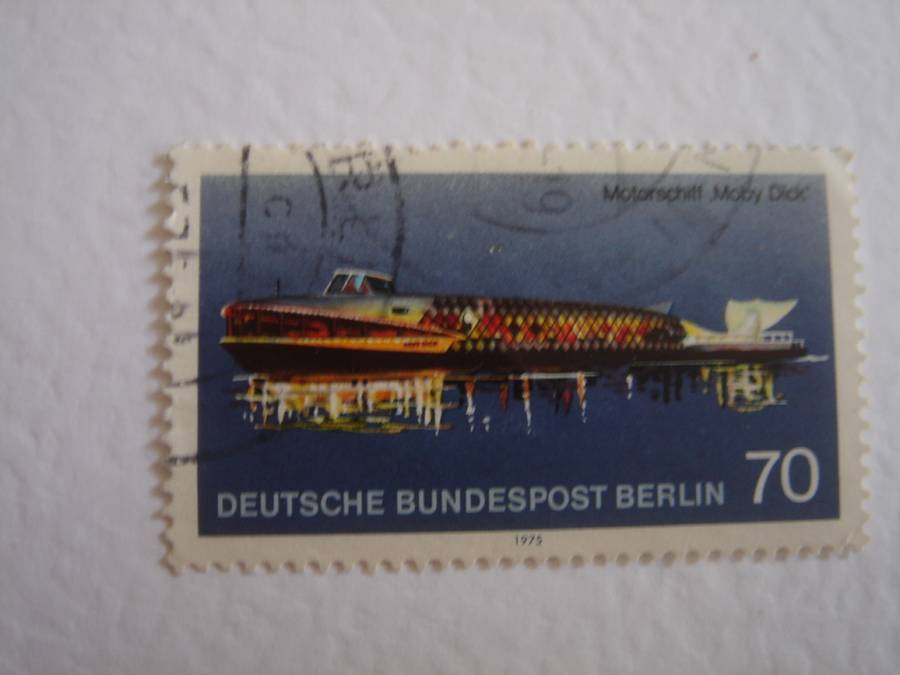 Motorschiff „Moby Dick“
70
DEUTSCHE BUNDESPOST BERLIN
1975